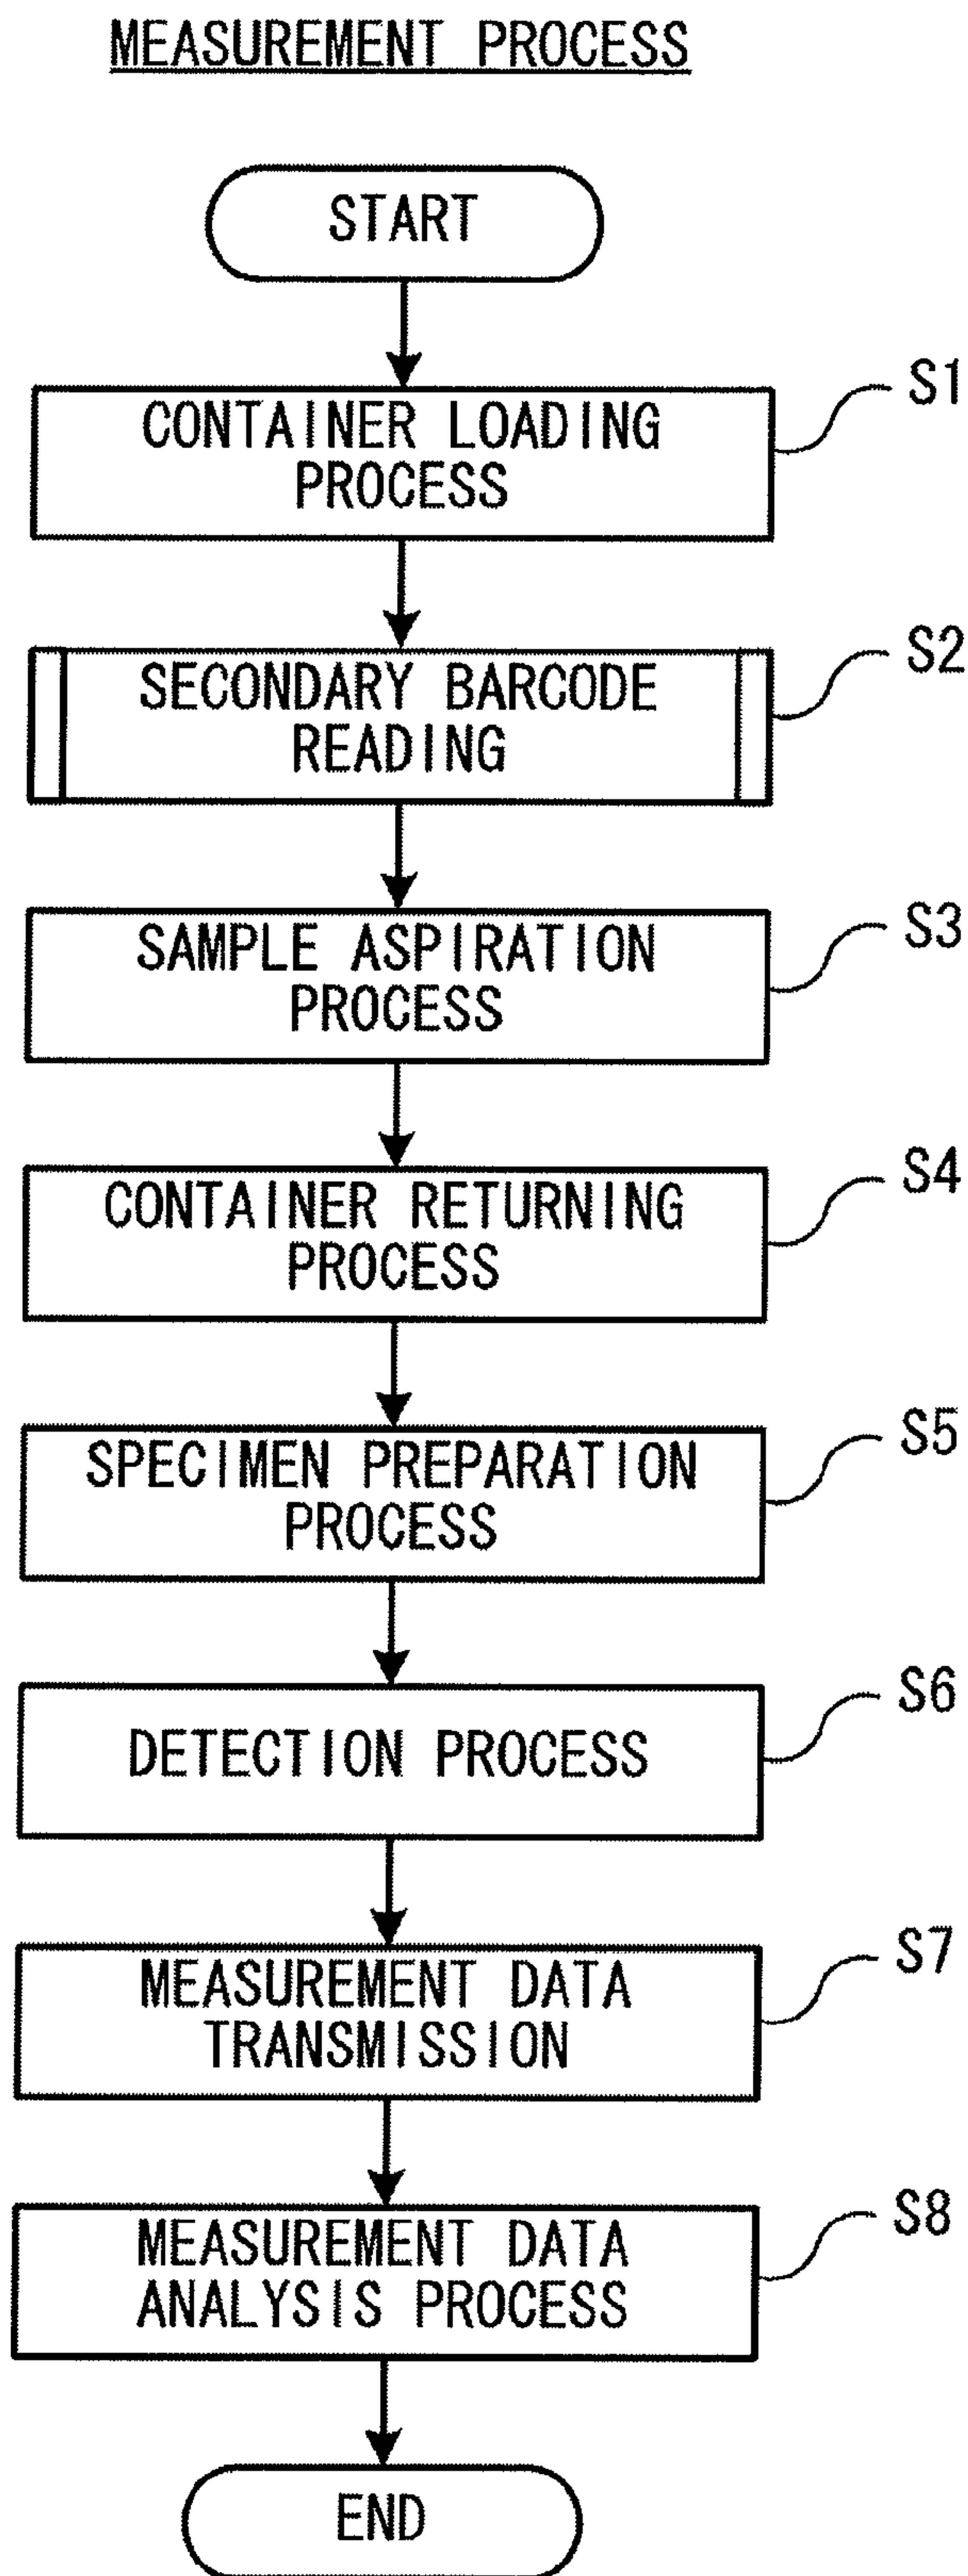 MEASUREMENT PROCESS
START
S1
CONTAINER LOADING
PROCESS
S2
SECONDARY BARCODE
READING
S3
SAMPLE ASPIRATION
PROCESS
S4
CONTAINER RETURNING
PROCESS
S5
SPECIMEN PREPARATION
PROCESS
S6
DETECTION PROCESS
S7
MEASUREMENT DATA
TRANSMISSION
S8
MEASUREMENT DATA
ANALYSIS PROCESS
END